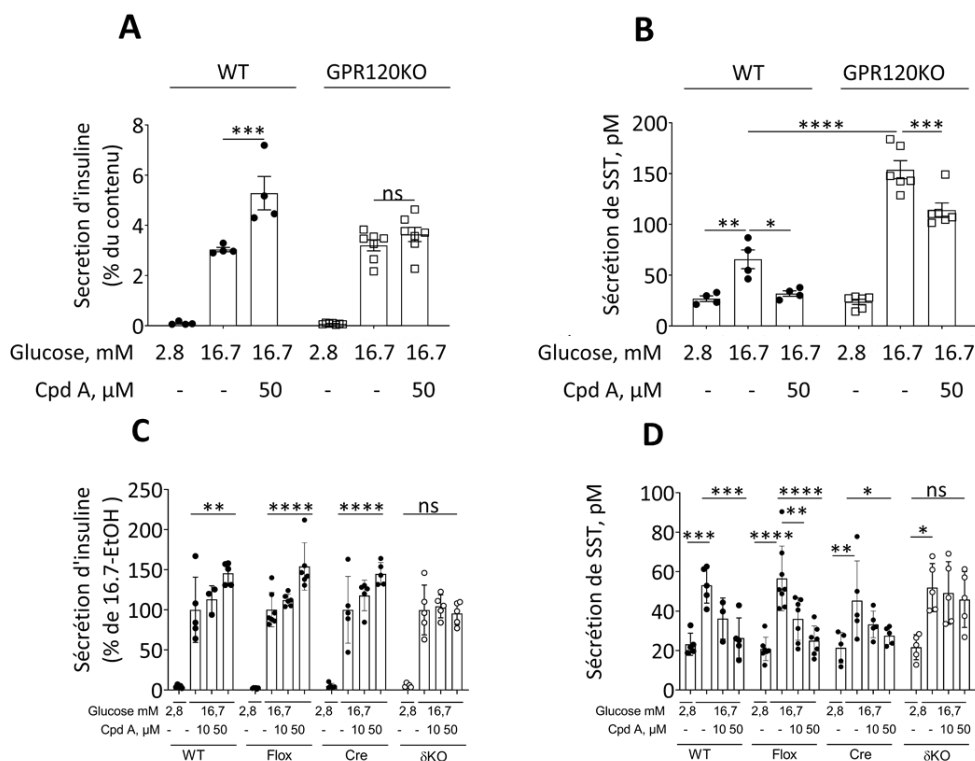 A
WT GPR120KO
Secretion d'insuline
(% du contenu)
8
6
4
2
0
***
ns
Glucose, mM 2.8 16.7 16.7 2.8 16.7 16.7
Cpd A, µM - - 50 - - 50
B
WT GPR120KO
Sécrétion de SST, pM
200
150
100
50
0
**** ***
** *
Glucose, mM 2.8 16.7 16.7 2.8 16.7 16.7
Cpd A, µM - - 50 - - 50
C
Sécrétion d'insuline
(% de 16.7-EtOH )
250
200
150
100
50
0
** **** **** ns
Glucose mM 2,8 16,7 2,8 16,7 2,8 16,7 2,8 16,7
Cpd A, µM - - 10 50 - - 10 50 - - 10 50 - - 10 50
WT Flox Cre δKO
D
Sécrétion de SST, pM
80
60
40
20
0
*** **** * ns
**
*** **** ** *
Glucose mM 2,8 16,7 2,8 16,7 2,8 16,7 2,8 16,7
Cpd A, µM - - 10 50 - - 10 50 - - 10 50 - - 10 50
WT Flox Cre δKO